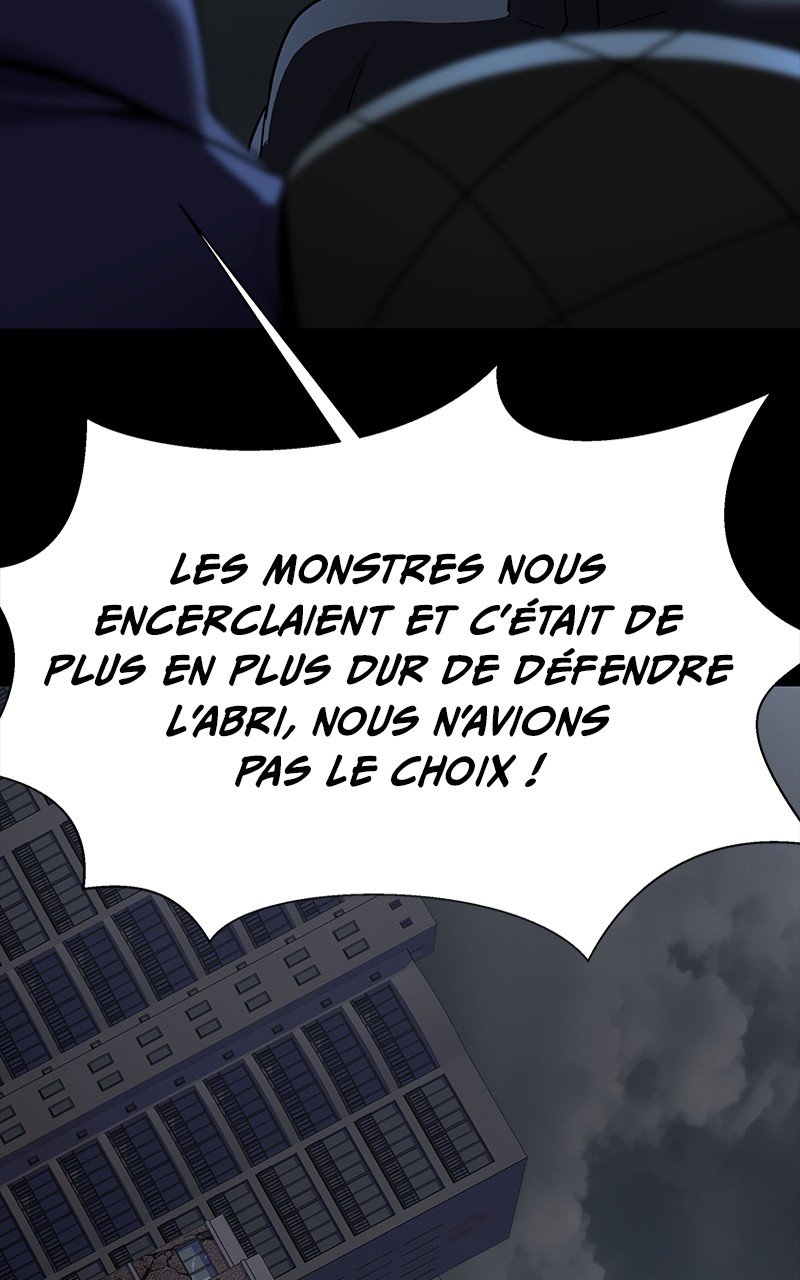 LES MONSTRES NOUS
ENCERCLAIENT ET C'ÉTAIT DE
PLUS EN PLUS DUR DE DÉFENDRE
L'ABRI, NOUS N'AVIONS
PAS LE CHOIX !